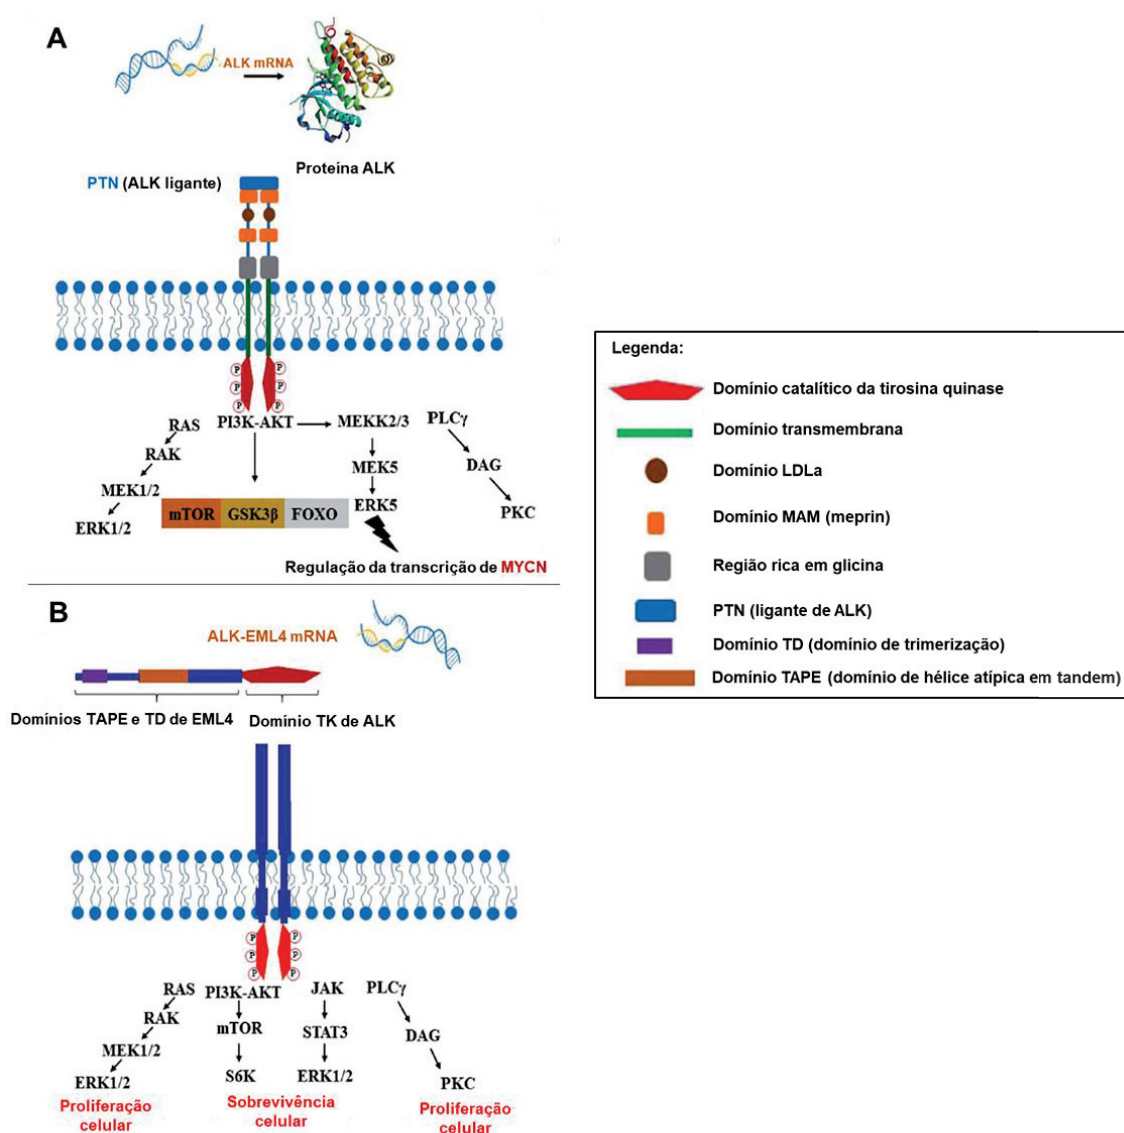 A
ALK mRNA
Proteína ALK
PTN (ALK ligante)
P P
P P
P P
RAS
PI3K-AKT
MEKK2/3
PLCγ
RAK
MEK5
DAG
MEK1/2
mTOR GSK3β FOXO
ERK5
PKC
ERK1/2
Regulação da transcrição de MYCN
B
ALK-EML4 mRNA
Domínios TAPE e TD de EML4
Domínio TK de ALK
P P
P P
P P
RAS
PI3K-AKT
JAK
PLCγ
RAK
mTOR
STAT3
DAG
MEK1/2
ERK1/2
S6K
ERK1/2
PKC
Proliferação
celular
Sobrevivência
celular
Proliferação
celular
Legenda:
Domínio catalítico da tirosina quinase
Domínio transmembrana
Domínio LDLa
Domínio MAM (meprin)
Região rica em glicina
PTN (ligante de ALK)
Domínio TD (domínio de trimerização)
Domínio TAPE (domínio de hélice atípica em tandem)